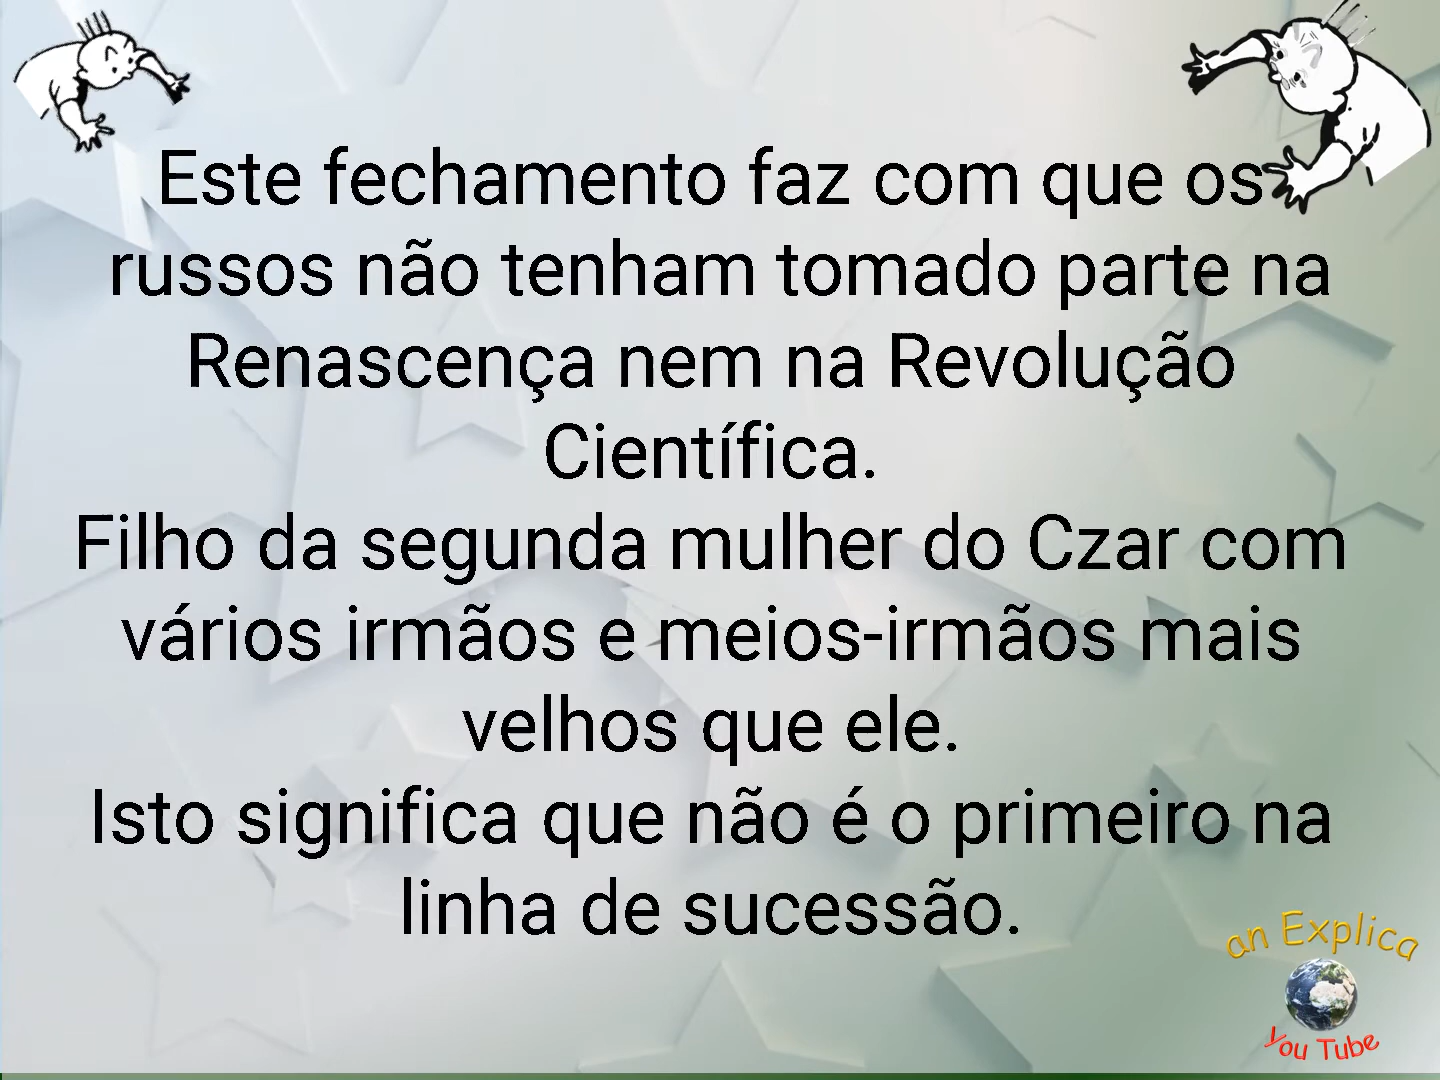 Este fechamento faz com que os
russos não tenham tomado parte na
Renascença nem na Revolução
Científica.
Filho da segunda mulher do Czar com
vários irmãos e meios-irmãos mais
velhos que ele.
Isto significa que não é o primeiro na
linha de sucessão.
an Explica
You Tube